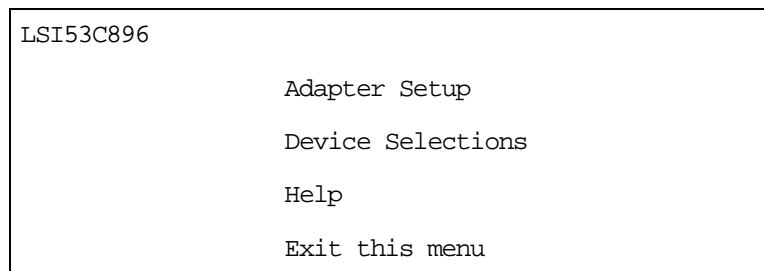 LSI53C896
Adapter Setup
Device Selections
Help
Exit this menu